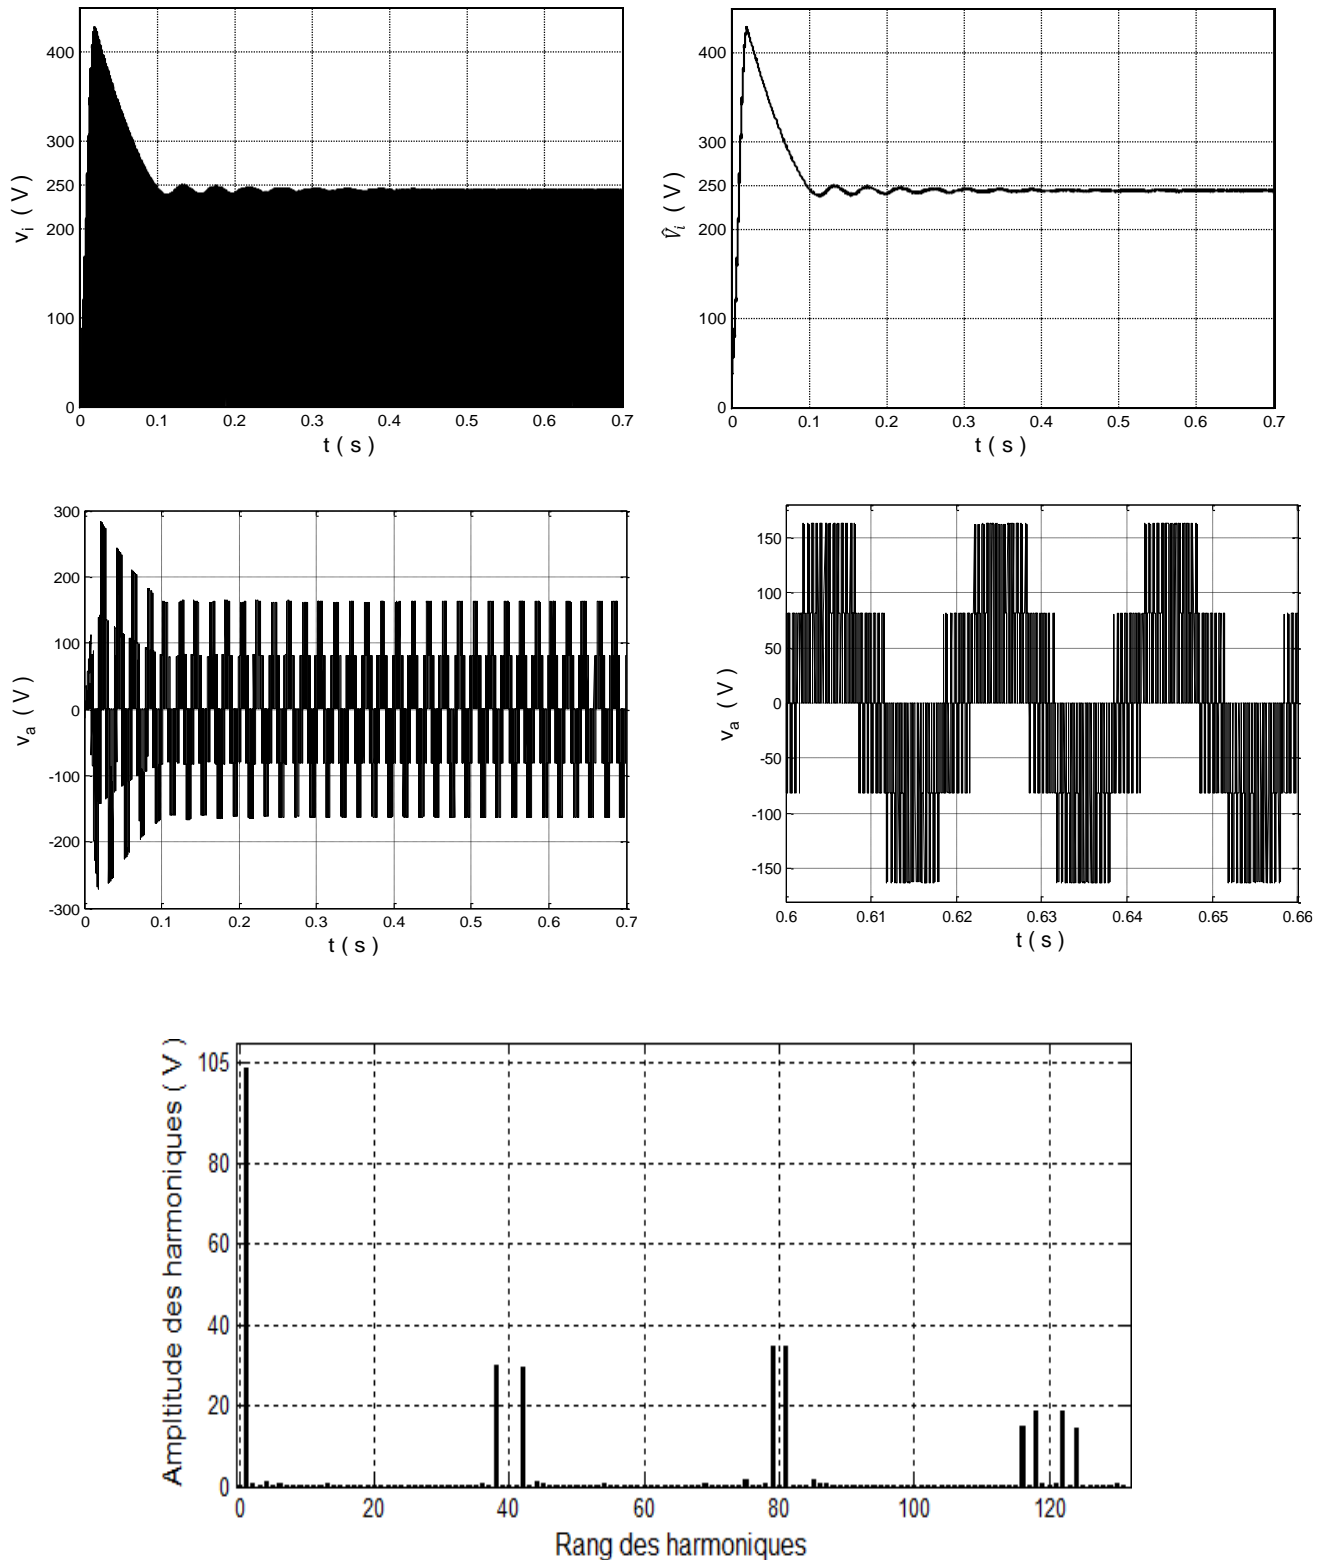 400
300
250
200
100
0
v_i ( V )
0 0.1 0.2 0.3 0.4 0.5 0.6 0.7
t ( s )
400
300
250
200
100
0
V̂_i ( V )
0 0.1 0.2 0.3 0.4 0.5 0.6 0.7
t ( s )
300
200
100
0
-100
-200
-300
v_a ( V )
0 0.1 0.2 0.3 0.4 0.5 0.6 0.7
t ( s )
150
100
50
0
-50
-100
-150
v_a ( V )
0.6 0.61 0.62 0.63 0.64 0.65 0.66
t ( s )
105
80
60
40
20
0
Ampltitude des harmoniques ( V )
0 20 40 60 80 100 120
Rang des harmoniques